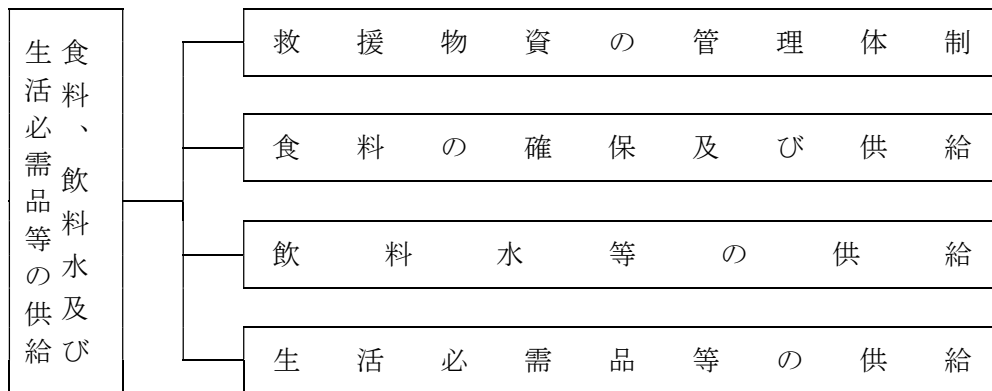 食料、飲料水及び
生活必需品等の供給
救援物資の管理体制
食料の確保及び供給
飲料水等の供給
生活必需品等の供給